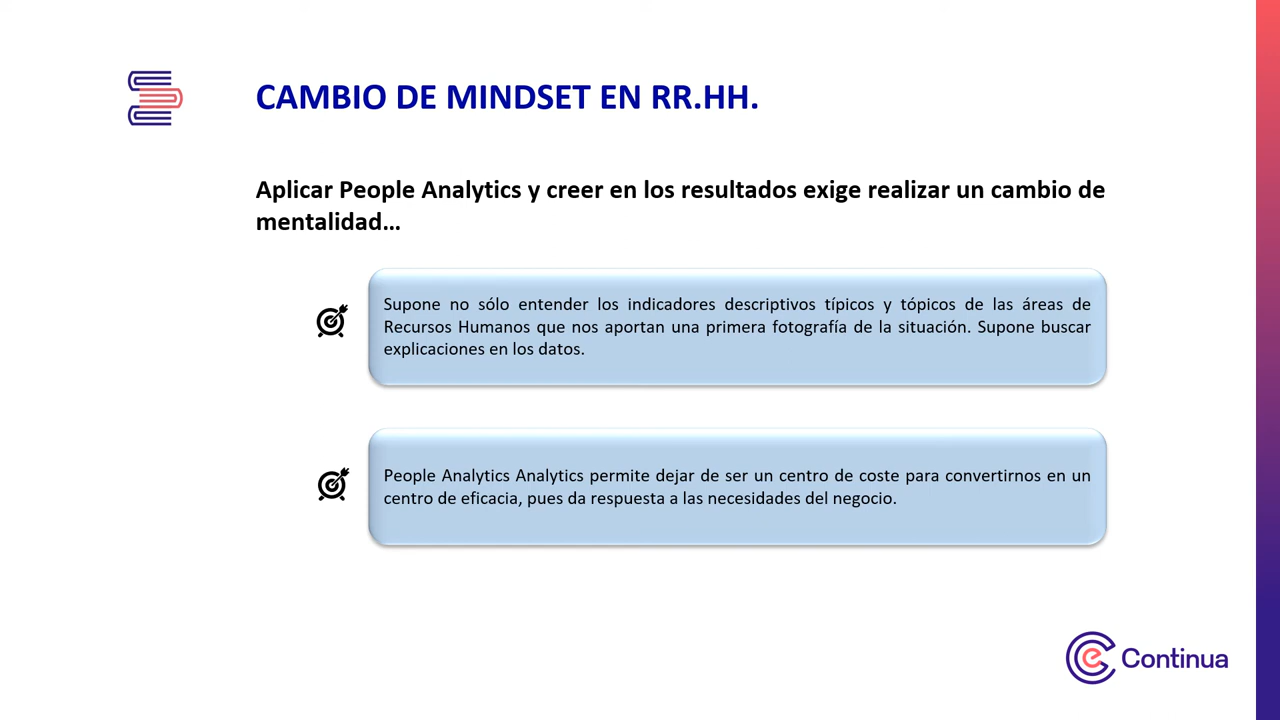 CAMBIO DE MINDSET EN RR.HH.
Aplicar People Analytics y creer en los resultados exige realizar un cambio de
mentalidad…
Supone no sólo entender los indicadores descriptivos típicos y tópicos de las áreas de
Recursos Humanos que nos aportan una primera fotografía de la situación. Supone buscar
explicaciones en los datos.
People Analytics Analytics permite dejar de ser un centro de coste para convertirnos en un
centro de eficacia, pues da respuesta a las necesidades del negocio.
e Continua